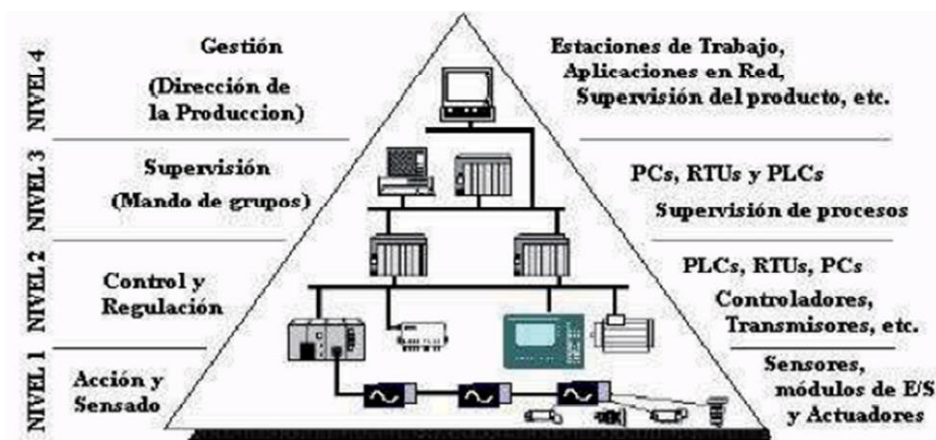 NIVEL 4
Gestión
(Dirección de
la Produccion)
Estaciones de Trabajo,
Aplicaciones en Red,
Supervisión del producto, etc.
NIVEL 3
Supervisión
(Mando de grupos)
PCs, RTUs y PLCs
Supervisión de procesos
NIVEL 2
Control y
Regulación
PLCs, RTUs, PCs
Controladores,
Transmisores, etc.
NIVEL 1
Acción y
Sensado
Sensores,
módulos de E/S
y Actuadores